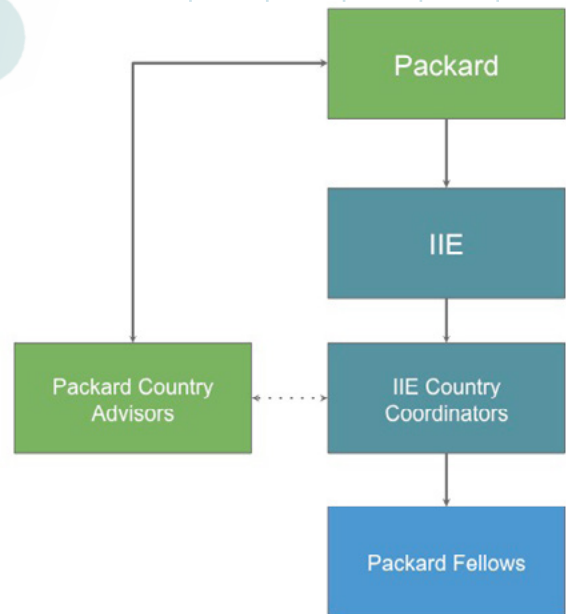 Packard
IIE
Packard Country
Advisors
IIE Country
Coordinators
Packard Fellows